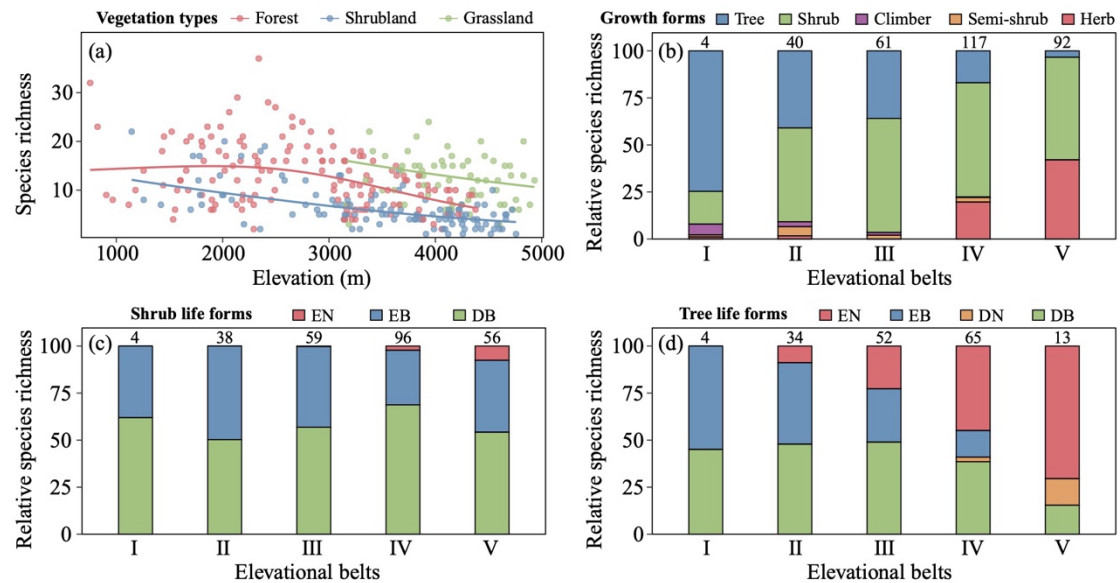 Vegetation types Forest Shrubland Grassland
(a)
Species richness
30
20
10
1000 2000 3000 4000 5000
Elevation (m)
Growth forms Tree Shrub Climber Semi-shrub Herb
(b)
4 40 61 117 92
Relative species richness
100
75
50
25
0
I II III IV V
Elevational belts
Shrub life forms EN EB DB
(c)
4 38 59 96 56
Relative species richness
100
75
50
25
0
I II III IV V
Elevational belts
Tree life forms EN EB DN DB
(d)
4 34 52 65 13
Relative species richness
100
75
50
25
0
I II III IV V
Elevational belts